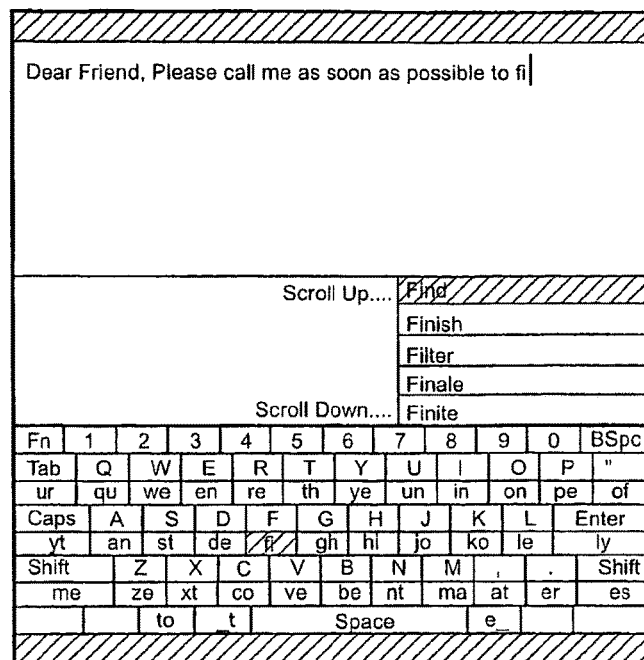 Dear Friend, Please call me as soon as possible to fi
Scroll Up.... Find
Finish
Filter
Finale
Scroll Down.... Finite
Fn 1 2 3 4 5 6 7 8 9 0 BSpc
Tab Q W E R T Y U I O P "
ur qu we en re th ye un in on pe of
Caps A S D F G H J K L Enter
yt an st de fi gh hi jo ko le ly
Shift Z X C V B N M , . Shift
me ze xt co ve be nt ma at er es
to _t Space e_